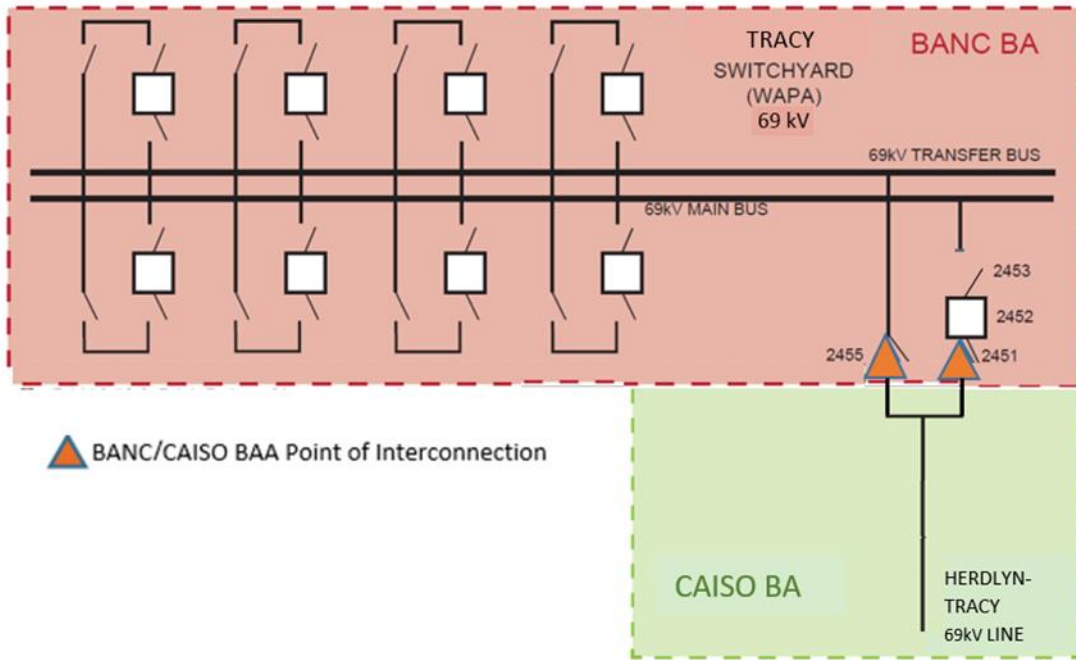 TRACY
SWITCHYARD
(WAPA)
69 kV
BANC BA
69kV TRANSFER BUS
69kV MAIN BUS
2453
2452
2455
2451
BANC/CAISO BAA Point of Interconnection
CAISO BA
HERDLYN-
TRACY
69kV LINE